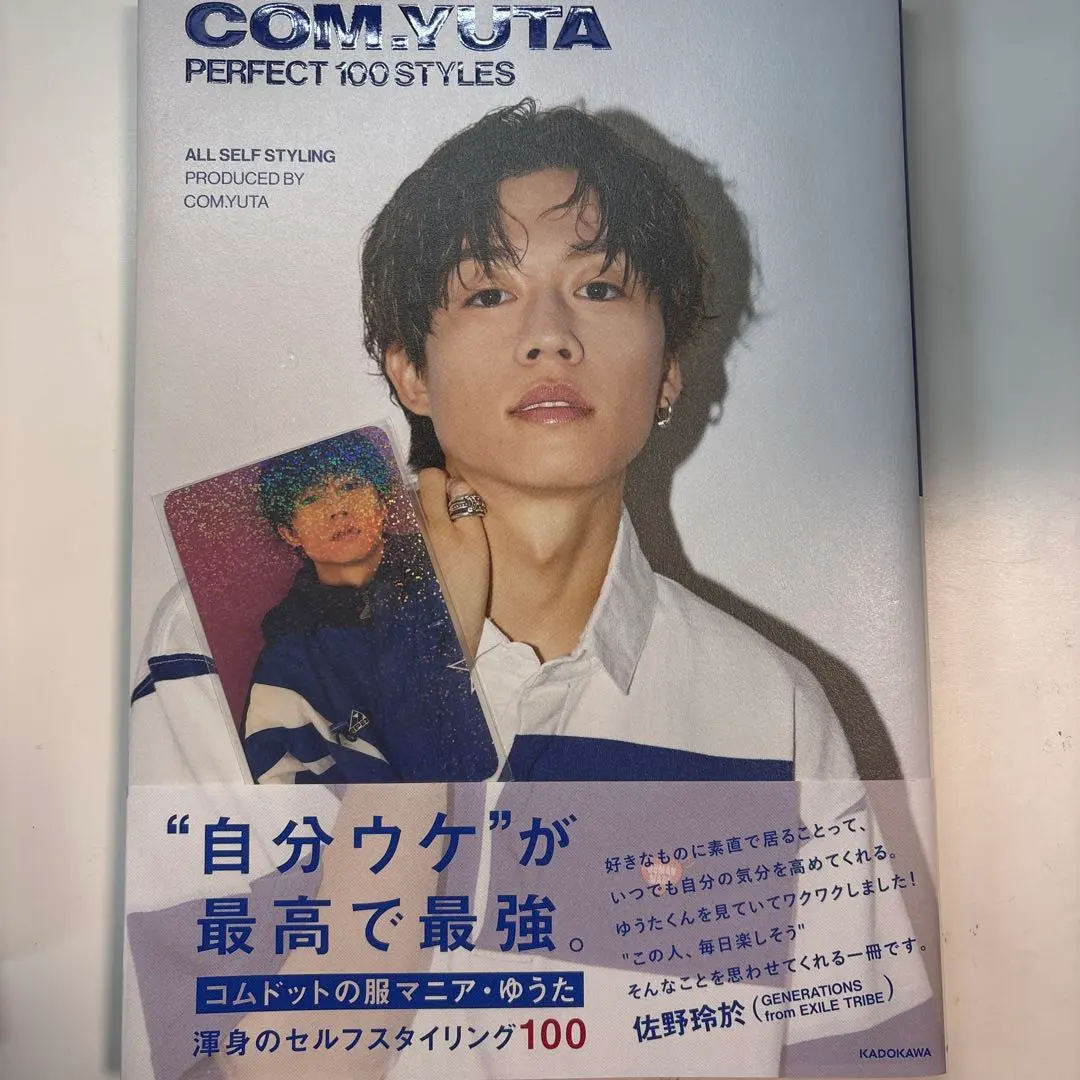 COM.YUTA
PERFECT 100 STYLES
ALL SELF STYLING
PRODUCED BY
COM.YUTA
“自分ウケ”が
最高で最強。
コムドットの服マニア・ゆうた
渾身のセルフスタイリング100
好きなものに素直で居ることって、
いつでも自分の気分を高めてくれる。
ゆうたくんを見ていてワクワクしました！
"この人、毎日楽しそう"
そんなことを思わせてくれる一冊です。
佐野玲於（GENERATIONS
from EXILE TRIBE）
KADOKAWA